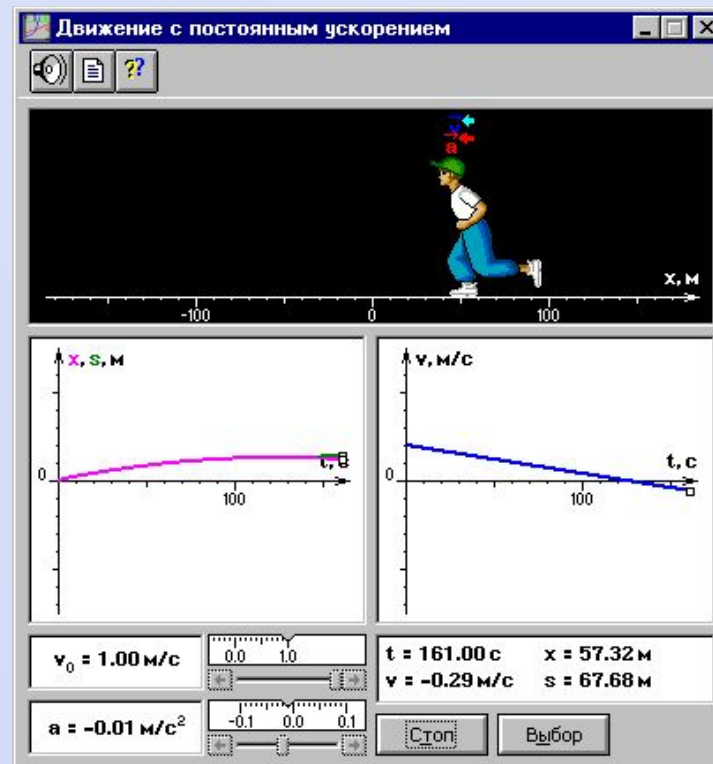 Движение с постоянным ускорением
??
v
a
x, м
-100 0 100
x, s, м
t, с
0
100
v, м/с
t, с
0
100
v₀ = 1.00 м/с
0.0 1.0
a = -0.01 м/с²
-0.1 0.0 0.1
t = 161.00 с x = 57.32 м
v = -0.29 м/с s = 67.68 м
Стоп Выбор